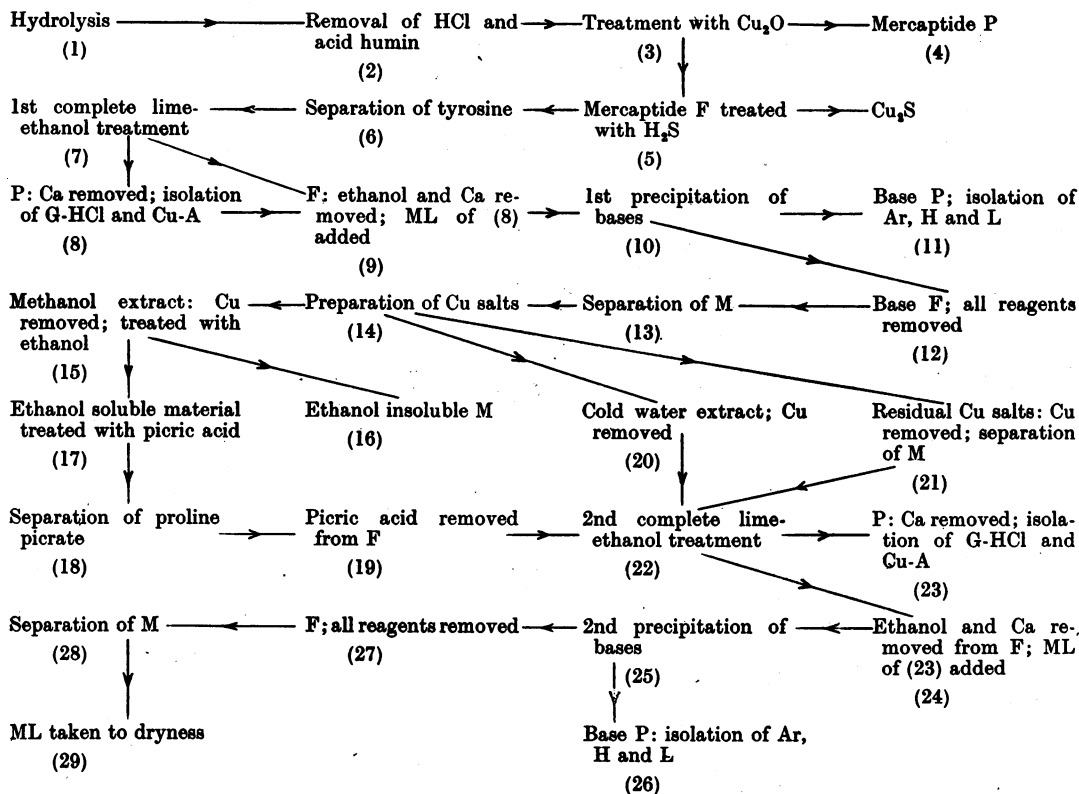 Hydrolysis
(1)
Removal of HCl and
acid humin
(2)
Treatment with Cu₂O
(3)
Mercaptide P
(4)
1st complete lime-
ethanol treatment
(7)
Separation of tyrosine
(6)
Mercaptide F treated
with H₂S
(5)
Cu₂S
P: Ca removed; isolation
of G-HCl and Cu-A
(8)
F: ethanol and Ca re-
moved; ML of (8)
added
(9)
1st precipitation of
bases
(10)
Base P; isolation of
Ar, H and L
(11)
Methanol extract: Cu
removed; treated with
ethanol
(15)
Preparation of Cu salts
(14)
Separation of M
(13)
Base F; all reagents
removed
(12)
Ethanol soluble material
treated with picric acid
(17)
Ethanol insoluble M
(16)
Cold water extract; Cu
removed
(20)
Residual Cu salts: Cu
removed; separation
of M
(21)
Separation of proline
picrate
(18)
Picric acid removed
from F
(19)
2nd complete lime-
ethanol treatment
(22)
P: Ca removed; isola-
tion of G-HCl and
Cu-A
(23)
Separation of M
(28)
F; all reagents removed
(27)
2nd precipitation of
bases
(25)
Ethanol and Ca re-
moved from F; ML
of (23) added
(24)
ML taken to dryness
(29)
Base P: isolation of Ar,
H and L
(26)